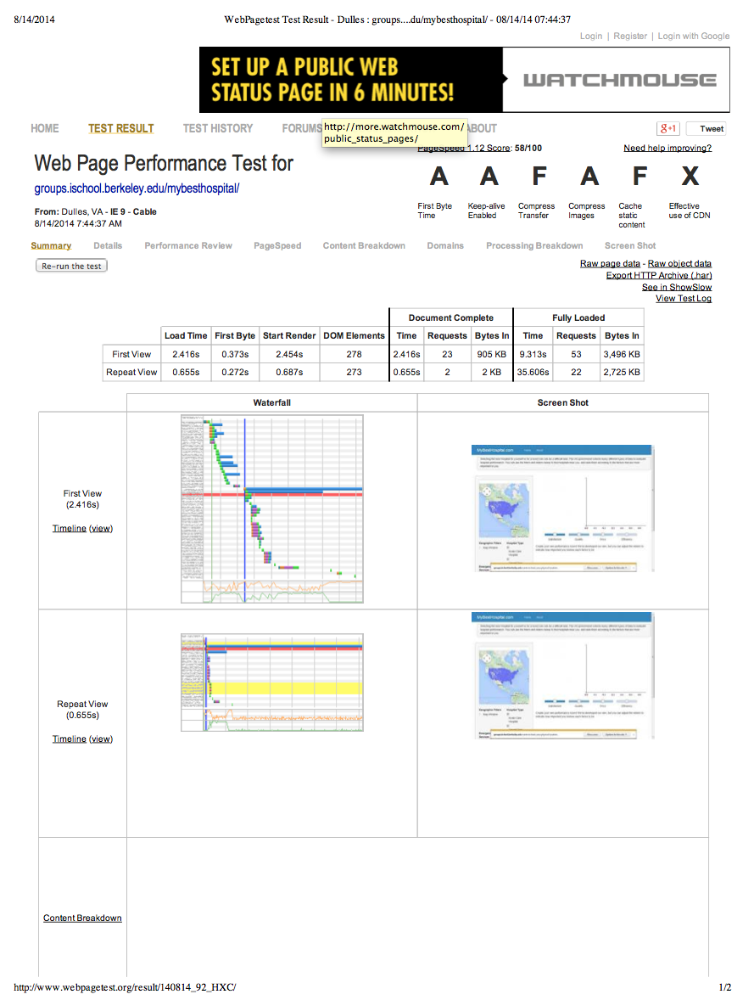 8/14/2014 WebPagetest Test Result - Dulles : groups....du/mybesthospital/ - 08/14/14 07:44:37
Login | Register | Login with Google
SET UP A PUBLIC WEB
STATUS PAGE IN 6 MINUTES!
WATCHMOUSE
HOME TEST RESULT TEST HISTORY FORUMS ABOUT
http://more.watchmouse.com/
public_status_pages/
g+1 Tweet
PageSpeed 1.12 Score: 58/100 Need help improving?
Web Page Performance Test for
groups.ischool.berkeley.edu/mybesthospital/
From: Dulles, VA - IE 9 - Cable
8/14/2014 7:44:37 AM
A A F A F X
First Byte Time
Keep-alive Enabled
Compress Transfer
Compress Images
Cache static content
Effective use of CDN
Summary Details Performance Review PageSpeed Content Breakdown Domains Processing Breakdown Screen Shot
Re-run the test
Raw page data - Raw object data
Export HTTP Archive (.har)
See in ShowSlow
View Test Log
Document Complete Fully Loaded
Load Time First Byte Start Render DOM Elements Time Requests Bytes In Time Requests Bytes In
First View 2.416s 0.373s 2.454s 278 2.416s 23 905 KB 9.313s 53 3,496 KB
Repeat View 0.655s 0.272s 0.687s 273 0.655s 2 2 KB 35.606s 22 2,725 KB
Waterfall Screen Shot
First View
(2.416s)
Timeline (view)
MyBestHospital.com
Repeat View
(0.655s)
Timeline (view)
MyBestHospital.com
Content Breakdown
http://www.webpagetest.org/result/140814_92_HXC/ 1/2